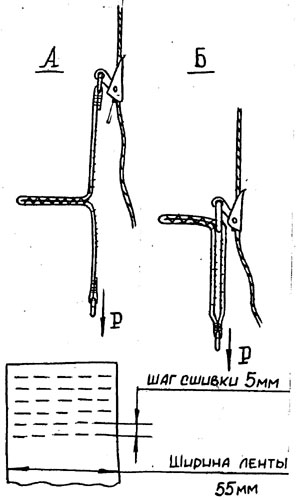 А
Б
Р
Р
ШАГ СШИВКИ 5ММ
ШИРИНА ЛЕНТЫ
55ММ